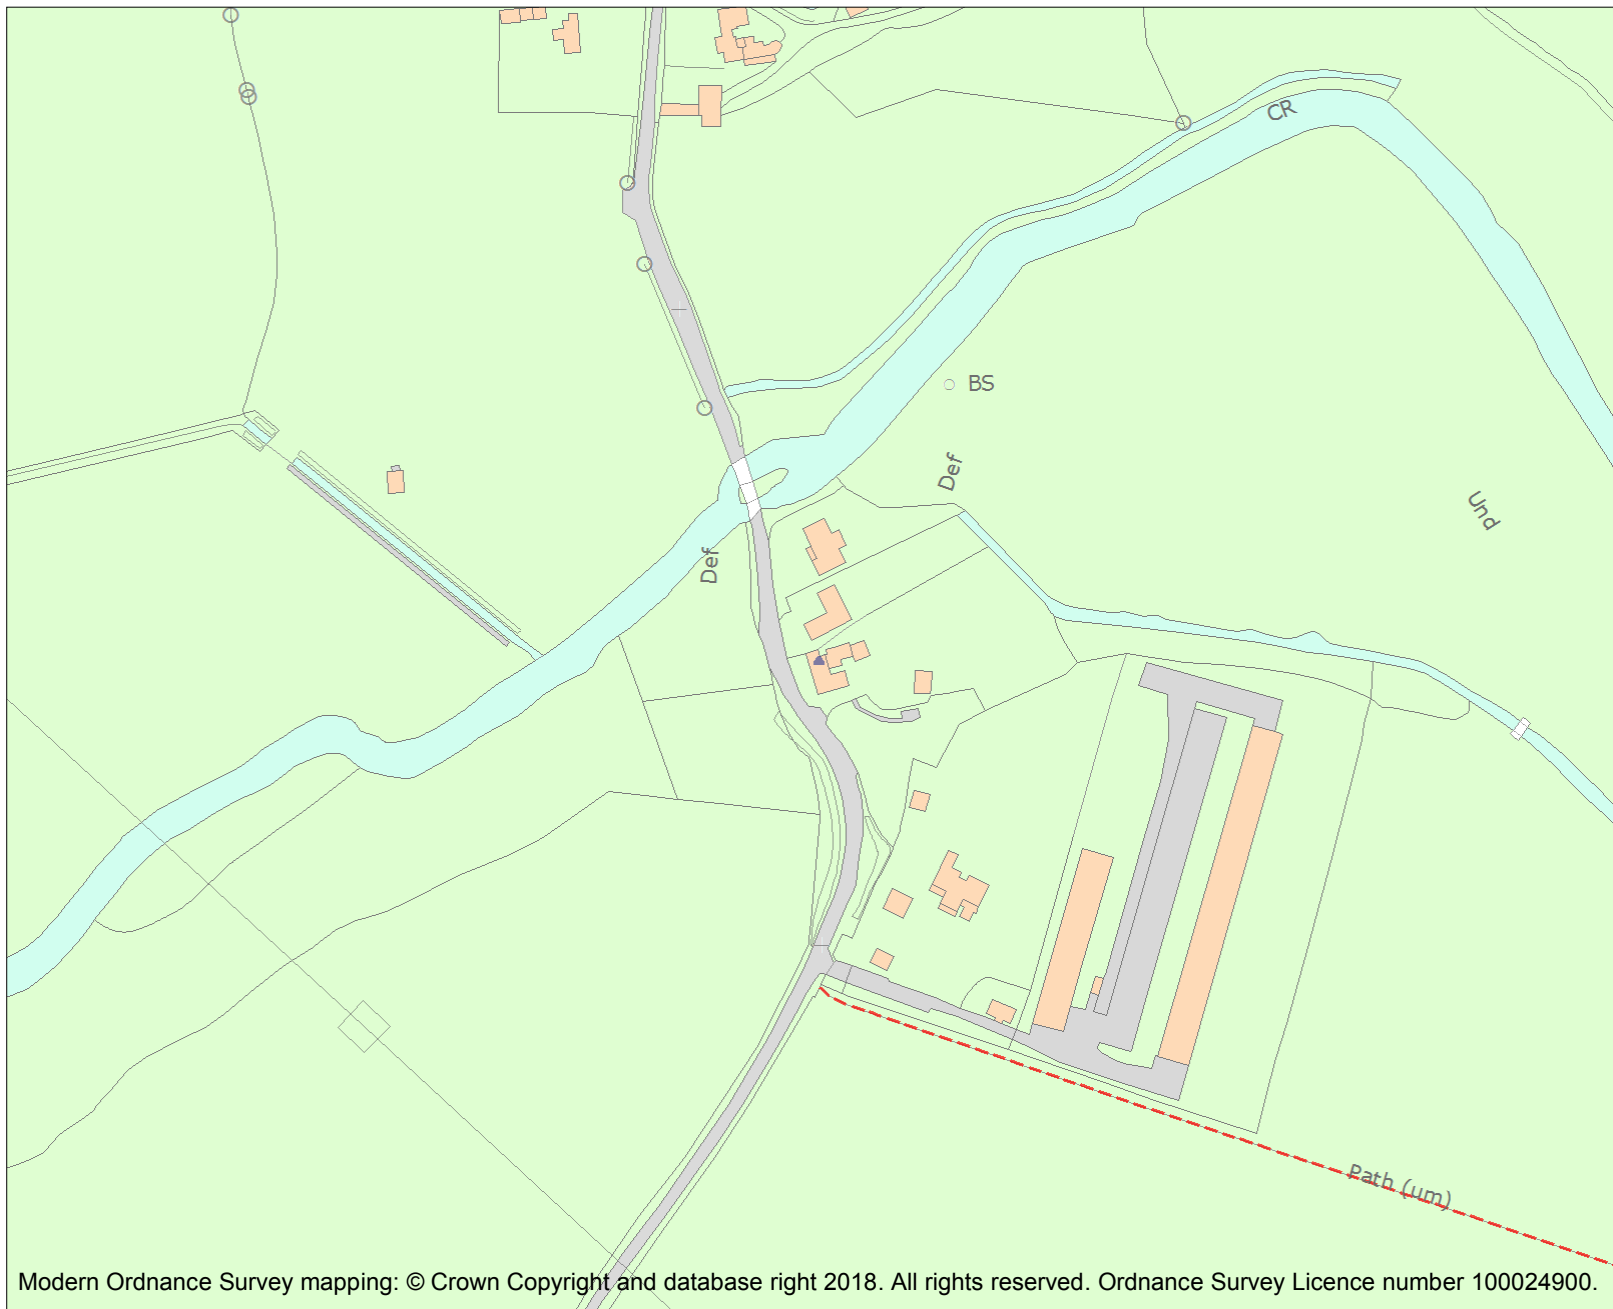 CR
BS
Def
Und
Def
Path (um)
Modern Ordnance Survey mapping: © Crown Copyright and database right 2018. All rights reserved. Ordnance Survey Licence number 100024900.